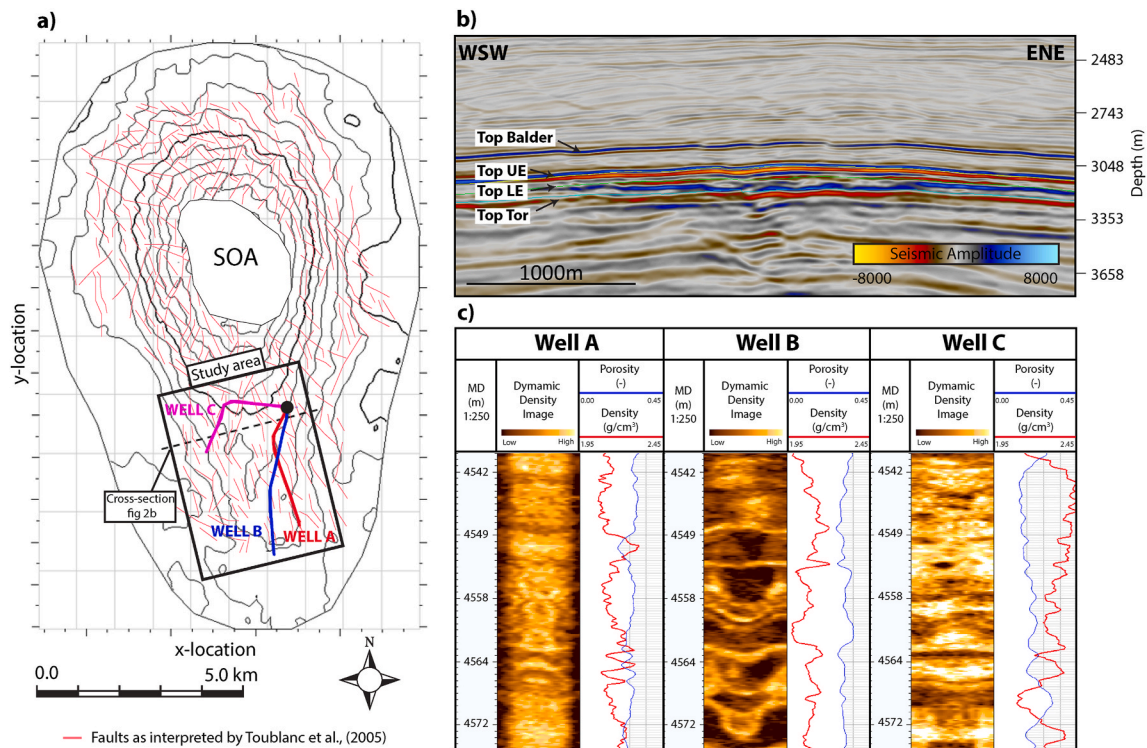 a)
SOA
Study area
WELL C
WELL B
WELL A
Cross-section
fig 2b
y-location
x-location
0.0
5.0 km
N
Faults as interpreted by Toublanc et al., (2005)
b)
WSW
ENE
Top Balder
Top UE
Top LE
Top Tor
1000m
Seismic Amplitude
-8000
8000
2483
2743
3048
3353
3658
Depth (m)
c)
Well A
Well B
Well C
MD
(m)
1:250
Dymamic
Density
Image
Low
High
Porosity
(-)
0.00
0.45
Density
(g/cm³)
1.95
2.45
MD
(m)
1:250
Dymamic
Density
Image
Low
High
Porosity
(-)
0.00
0.45
Density
(g/cm³)
1.95
2.45
MD
(m)
1:250
Dymamic
Density
Image
Low
High
Porosity
(-)
0.00
0.45
Density
(g/cm³)
1.95
2.45
4542
4549
4558
4564
4572
4542
4549
4558
4564
4572
4542
4549
4558
4564
4572